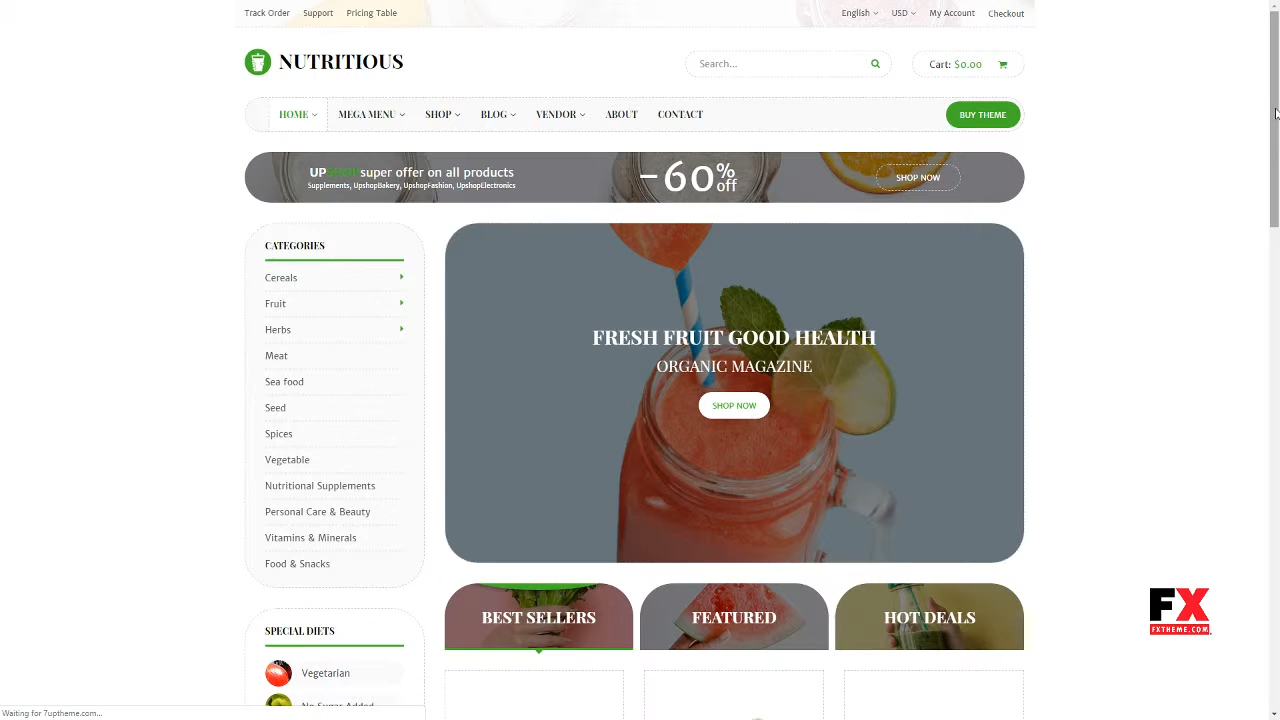 Track Order Support Pricing Table English USD My Account Checkout
NUTRITIOUS Search... Cart: $0.00
HOME MEGA MENU SHOP BLOG VENDOR ABOUT CONTACT BUY THEME
UPSHOP super offer on all products
Supplements, UpshopBakery, UpshopFashion, UpshopElectronics
-60% off
SHOP NOW
CATEGORIES
Cereals
Fruit
Herbs
Meat
Sea food
Seed
Spices
Vegetable
Nutritional Supplements
Personal Care & Beauty
Vitamins & Minerals
Food & Snacks
FRESH FRUIT GOOD HEALTH
ORGANIC MAGAZINE
SHOP NOW
BEST SELLERS FEATURED HOT DEALS
SPECIAL DIETS
Vegetarian
No Sugar Added
Waiting for 7uptheme.com...
FX
FXTHEME.COM